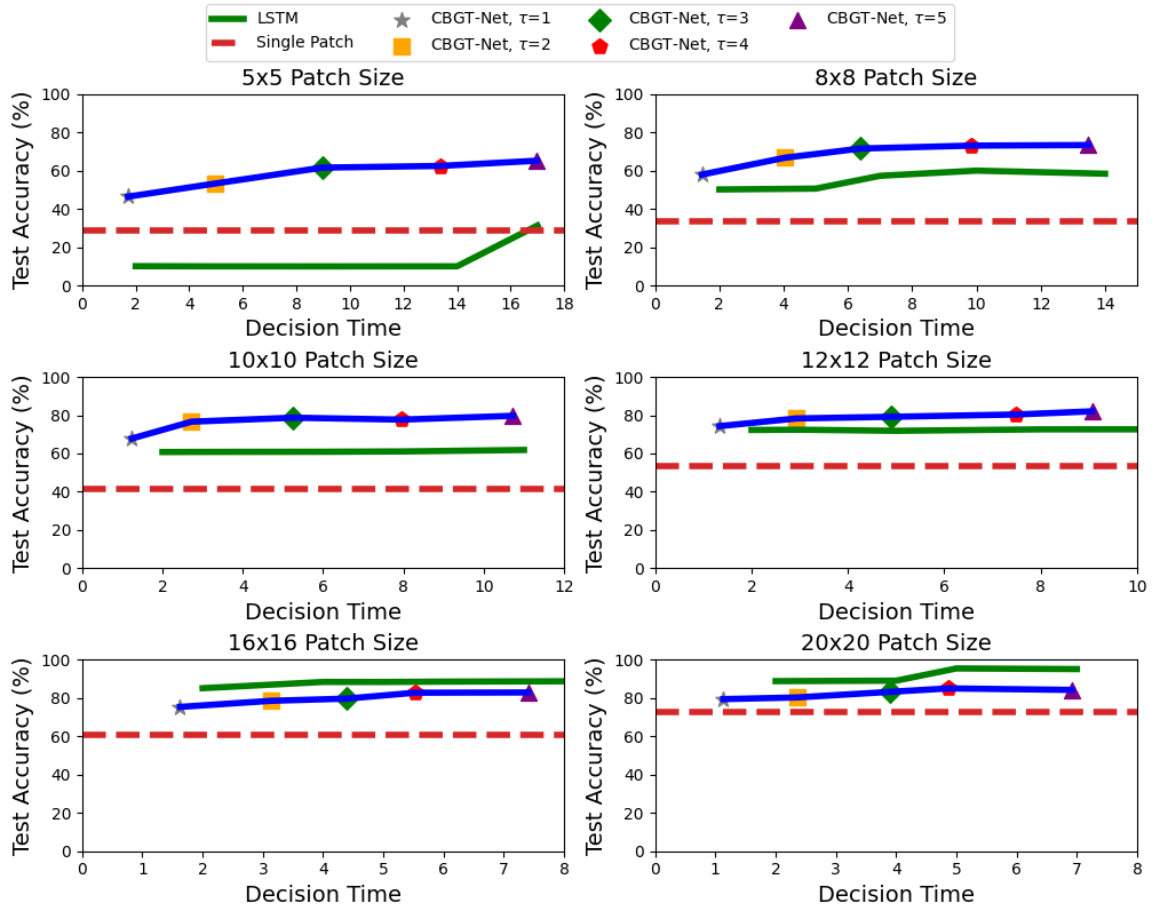 LSTM
Single Patch
CBGT-Net, τ=1
CBGT-Net, τ=2
CBGT-Net, τ=3
CBGT-Net, τ=4
CBGT-Net, τ=5
5x5 Patch Size
Test Accuracy (%)
100
80
60
40
20
0
0 2 4 6 8 10 12 14 16 18
Decision Time
8x8 Patch Size
Test Accuracy (%)
100
80
60
40
20
0
0 2 4 6 8 10 12 14
Decision Time
10x10 Patch Size
Test Accuracy (%)
100
80
60
40
20
0
0 2 4 6 8 10 12
Decision Time
12x12 Patch Size
Test Accuracy (%)
100
80
60
40
20
0
0 2 4 6 8 10
Decision Time
16x16 Patch Size
Test Accuracy (%)
100
80
60
40
20
0
0 1 2 3 4 5 6 7 8
Decision Time
20x20 Patch Size
Test Accuracy (%)
100
80
60
40
20
0
0 1 2 3 4 5 6 7 8
Decision Time